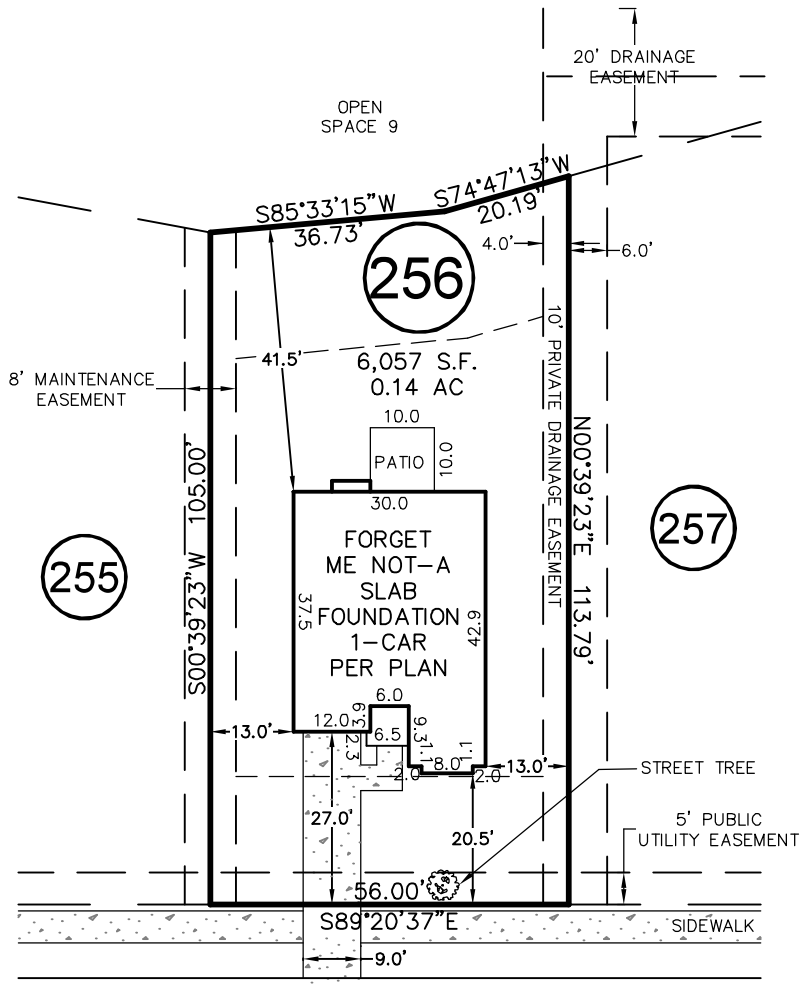 20' DRAINAGE
EASEMENT
OPEN
SPACE 9
S85°33'15"W
36.73'
S74°47'13"W
20.19'
4.0'
6.0'
256
41.5'
6,057 S.F.
0.14 AC
8' MAINTENANCE
EASEMENT
10' PRIVATE DRAINAGE EASEMENT
10.0
10.0
PATIO
30.0
S00°39'23"W 105.00'
N00°39'23"E 113.79'
255
257
FORGET
ME NOT-A
SLAB
FOUNDATION
1-CAR
PER PLAN
37.5
42.9
6.0
12.0
3.9
6.5
2.3
9.3
1.1
1.1
8.0
2.0
2.0
13.0'
13.0'
STREET TREE
27.0'
20.5'
5' PUBLIC
UTILITY EASEMENT
56.00'
S89°20'37"E
SIDEWALK
9.0'